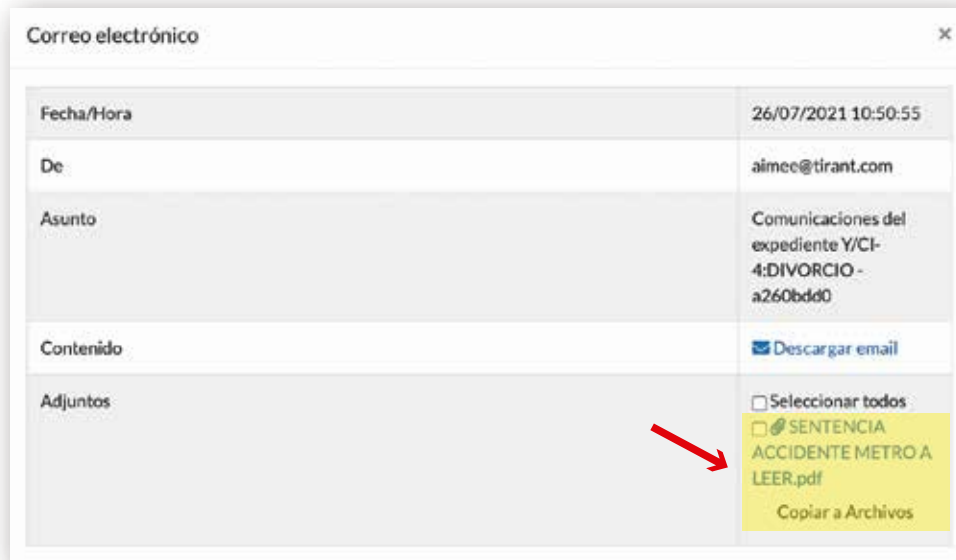 Correo electrónico ×
Fecha/Hora 26/07/2021 10:50:55
De aimee@tirant.com
Asunto Comunicaciones del
expediente Y/CI-
4:DIVORCIO -
a260bdd0
Contenido Descargar email
Adjuntos Seleccionar todos
SENTENCIA
ACCIDENTE METRO A
LEER.pdf
Copiar a Archivos